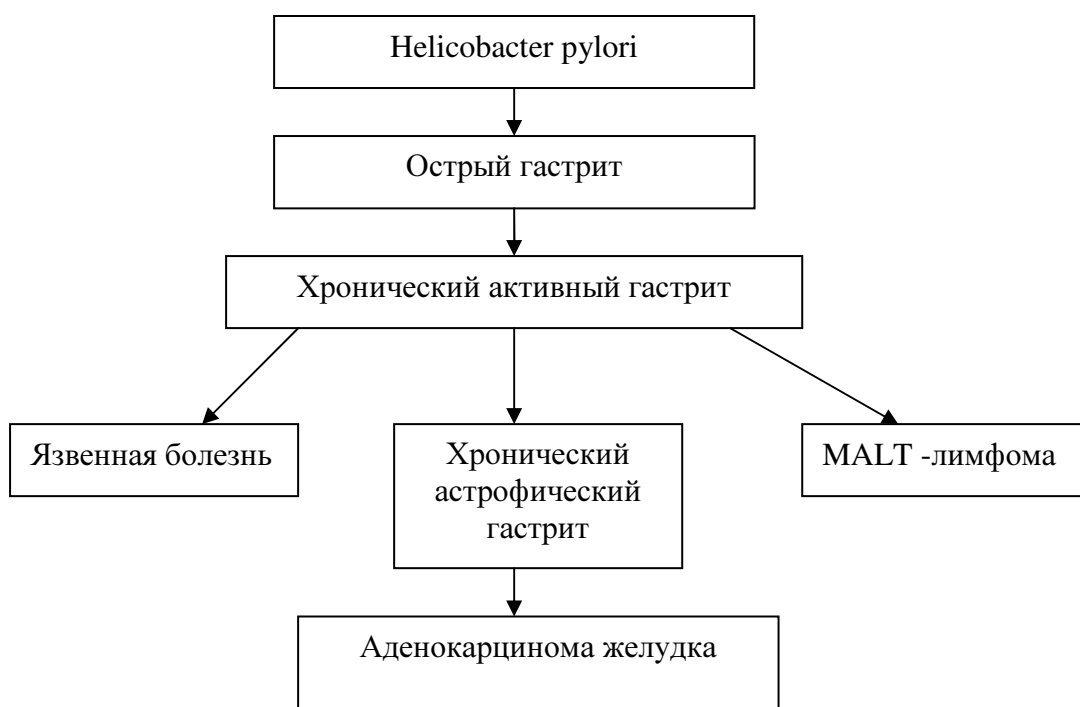 Helicobacter pylori
Острый гастрит
Хронический активный гастрит
Язвенная болезнь
Хронический
астрофический
гастрит
MALT -лимфома
Аденокарцинома желудка